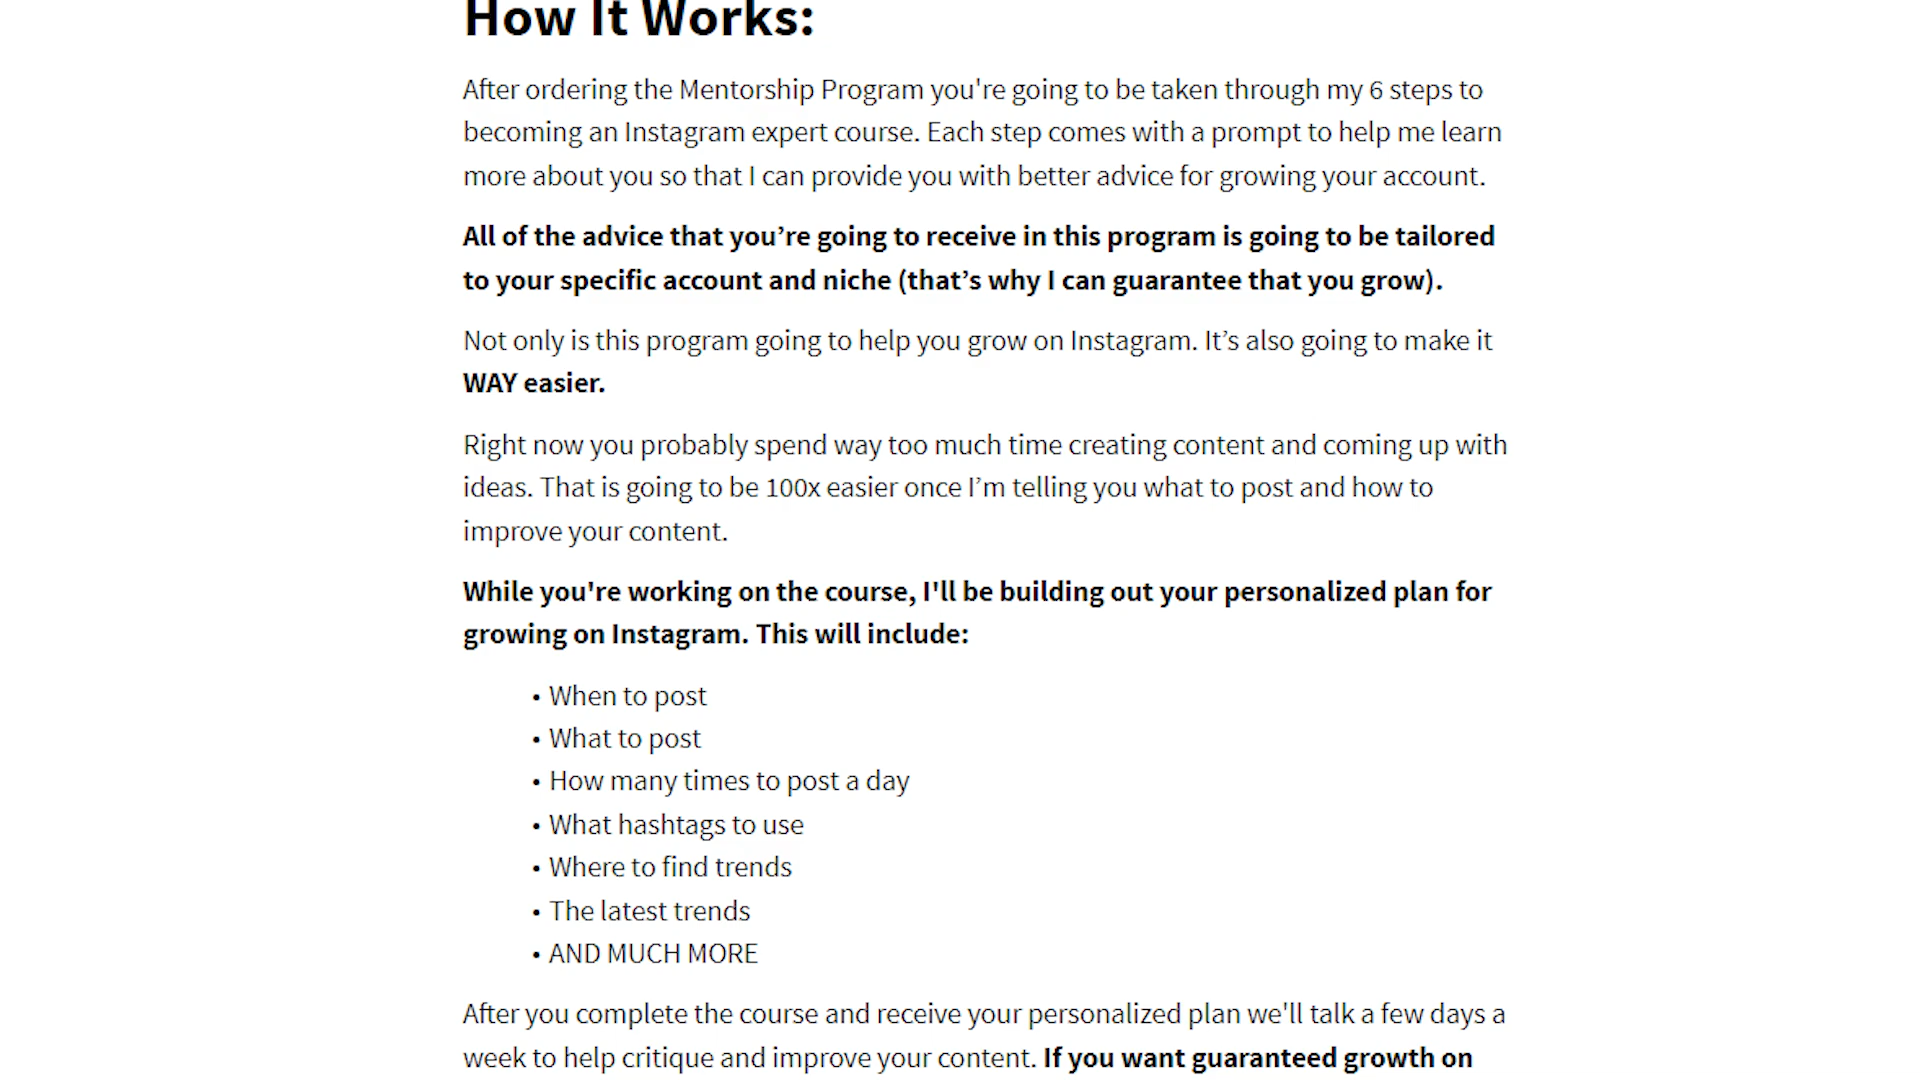 How It Works:
After ordering the Mentorship Program you're going to be taken through my 6 steps to
becoming an Instagram expert course. Each step comes with a prompt to help me learn
more about you so that I can provide you with better advice for growing your account.
All of the advice that you’re going to receive in this program is going to be tailored
to your specific account and niche (that’s why I can guarantee that you grow).
Not only is this program going to help you grow on Instagram. It’s also going to make it
WAY easier.
Right now you probably spend way too much time creating content and coming up with
ideas. That is going to be 100x easier once I’m telling you what to post and how to
improve your content.
While you're working on the course, I'll be building out your personalized plan for
growing on Instagram. This will include:
• When to post
• What to post
• How many times to post a day
• What hashtags to use
• Where to find trends
• The latest trends
• AND MUCH MORE
After you complete the course and receive your personalized plan we'll talk a few days a
week to help critique and improve your content. If you want guaranteed growth on